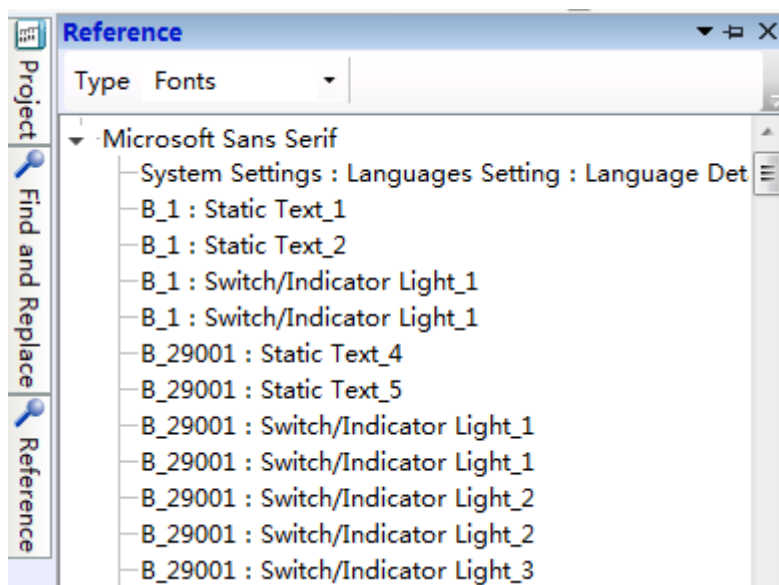 Reference
Type Fonts
Microsoft Sans Serif
System Settings : Languages Setting : Language Det
B_1 : Static Text_1
B_1 : Static Text_2
B_1 : Switch/Indicator Light_1
B_1 : Switch/Indicator Light_1
B_29001 : Static Text_4
B_29001 : Static Text_5
B_29001 : Switch/Indicator Light_1
B_29001 : Switch/Indicator Light_1
B_29001 : Switch/Indicator Light_2
B_29001 : Switch/Indicator Light_2
B_29001 : Switch/Indicator Light_3
Project
Find and Replace
Reference